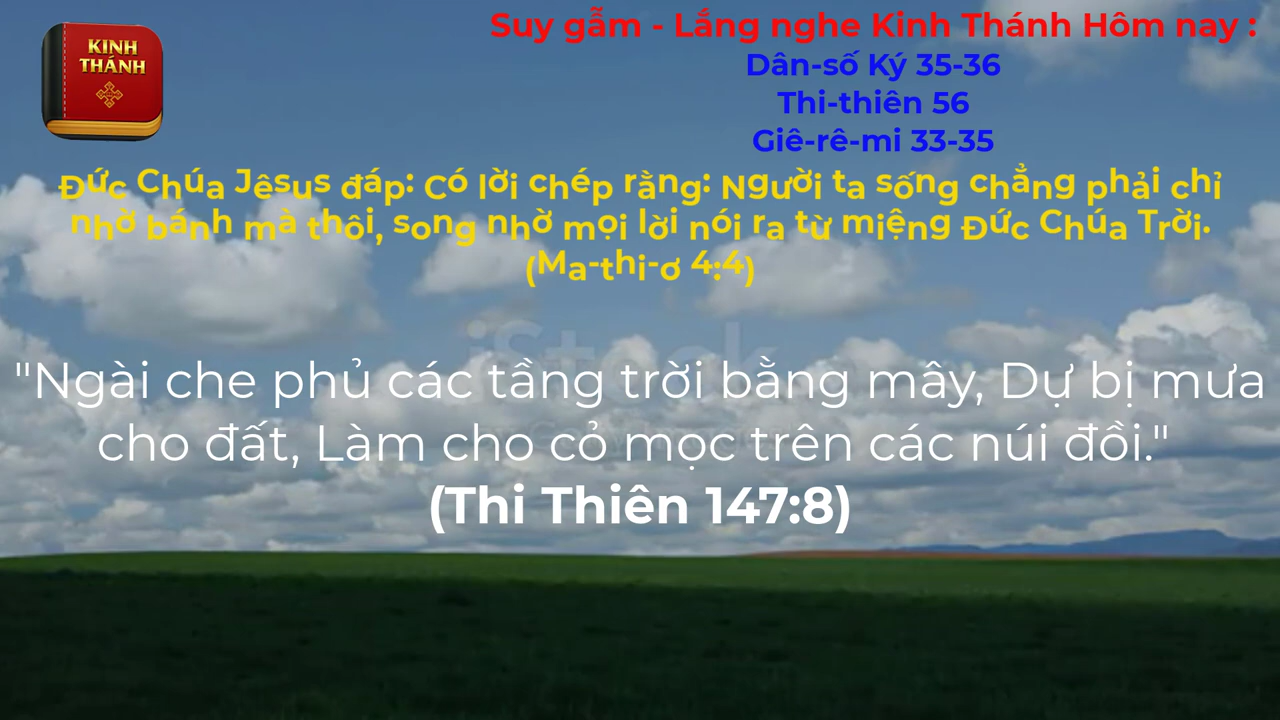 KINH
THÁNH
Suy gẫm - Lắng nghe Kinh Thánh Hôm nay :
Dân-số Ký 35-36
Thi-thiên 56
Giê-rê-mi 33-35
Đức Chúa Jêsus đáp: Có lời chép rằng: Người ta sống chẳng phải chỉ
nhờ bánh mà thôi, song nhờ mọi lời nói ra từ miệng Đức Chúa Trời.
(Ma-thi-ơ 4:4)
iStock
"Ngài che phủ các tầng trời bằng mây, Dự bị mưa
cho đất, Làm cho cỏ mọc trên các núi đồi."
(Thi Thiên 147:8)